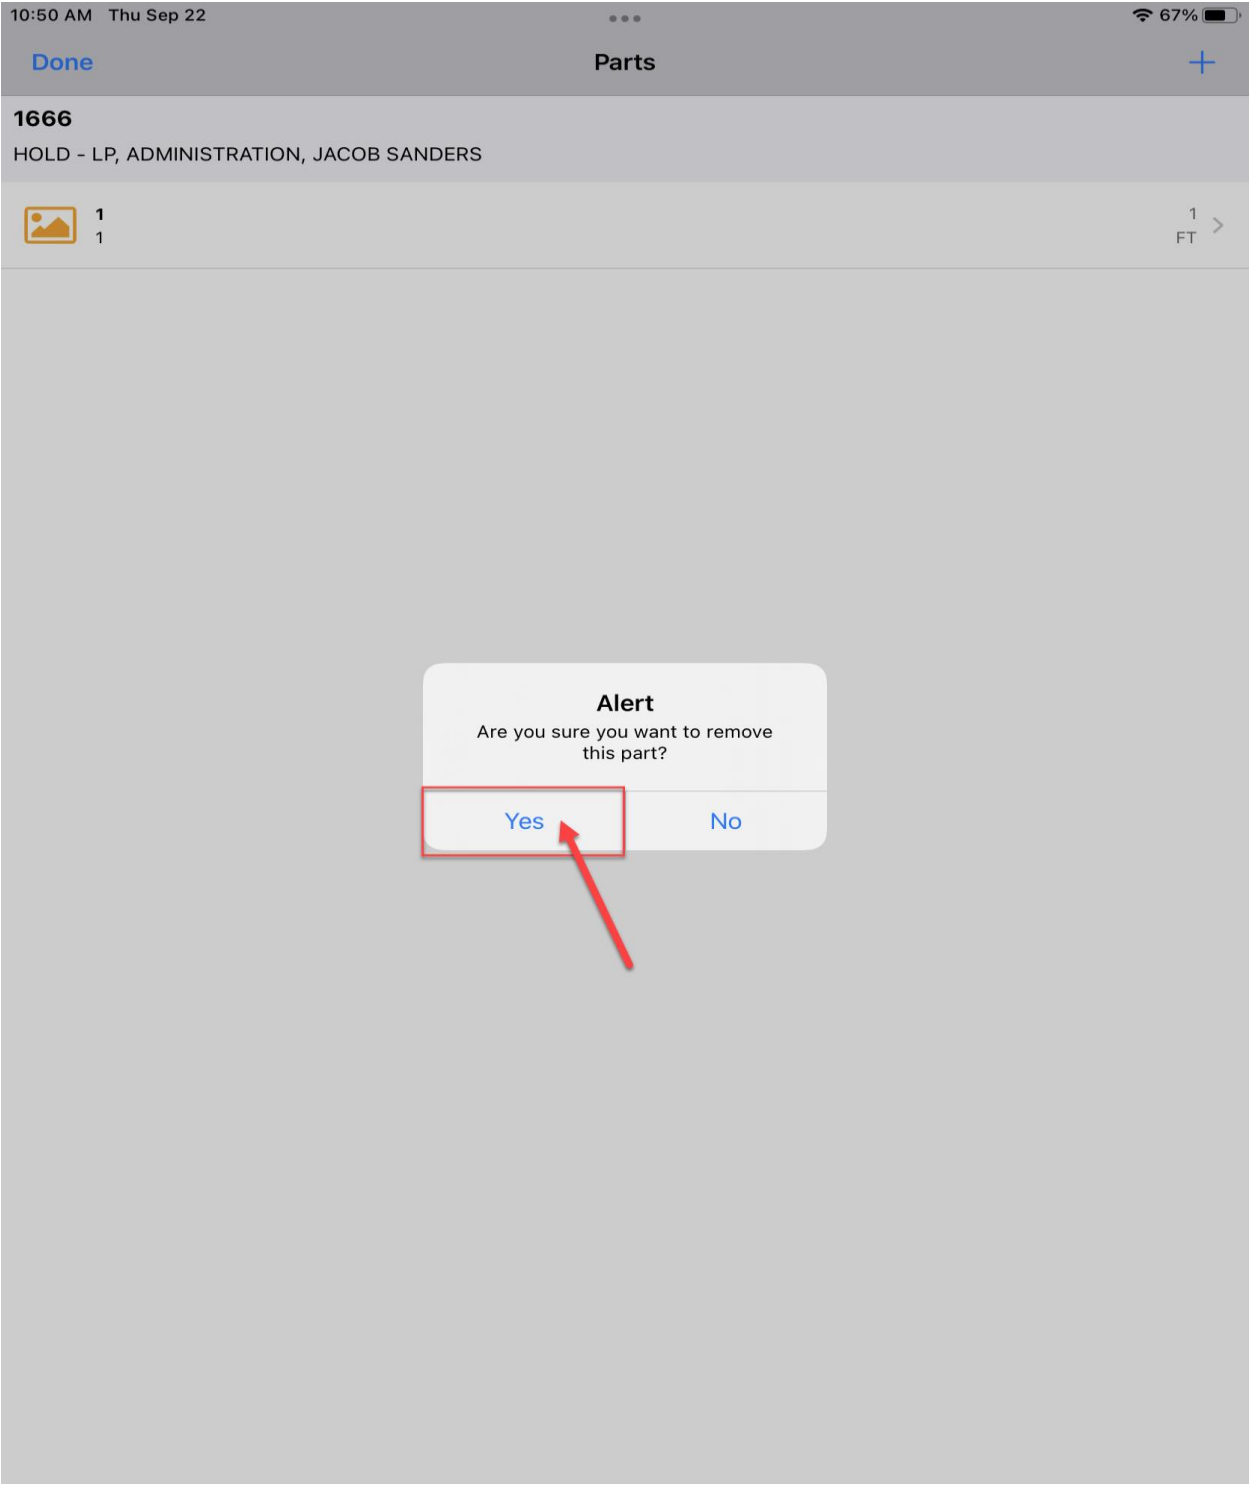 10:50 AM Thu Sep 22
67%
Done
Parts
1666
HOLD - LP, ADMINISTRATION, JACOB SANDERS
1
1
1
FT
Alert
Are you sure you want to remove
this part?
Yes
No